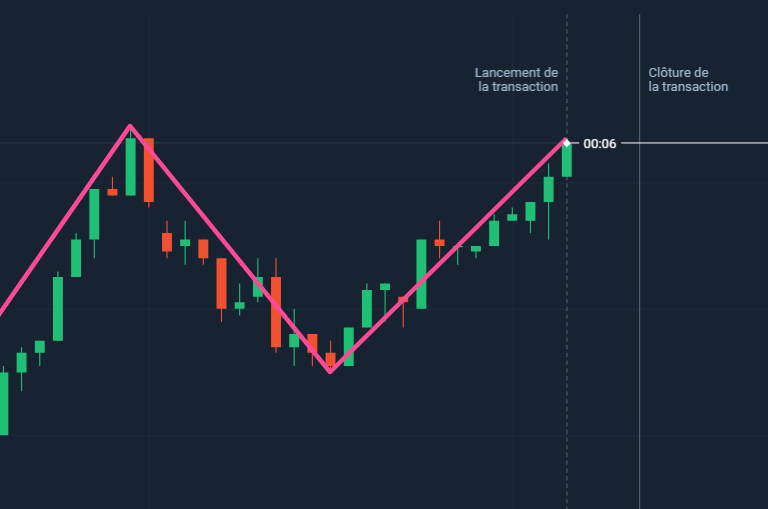 Lancement de
la transaction
Clôture de
la transaction
00:06